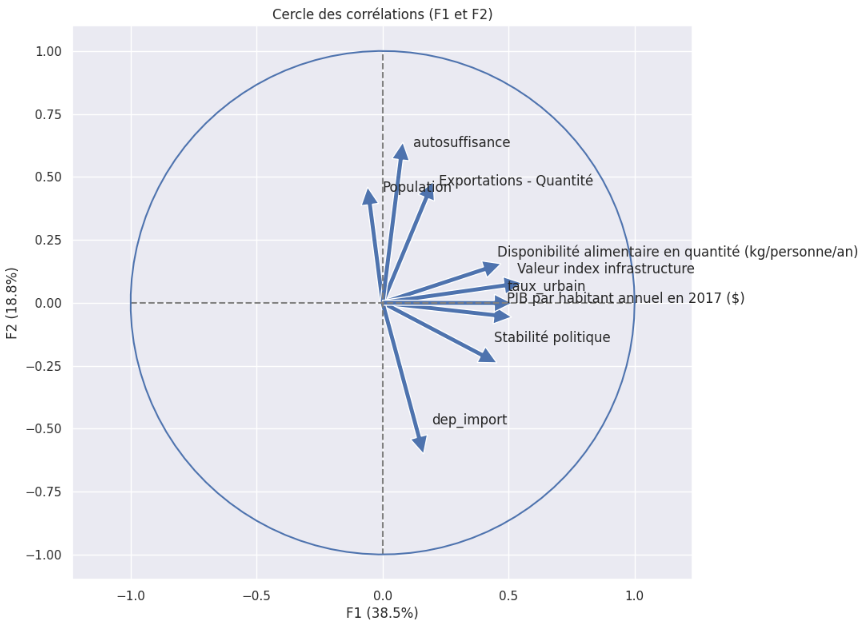 Cercle des corrélations (F1 et F2)
1.00
0.75
0.50
0.25
0.00
−0.25
−0.50
−0.75
−1.00
F2 (18.8%)
autosuffisance
Exportations - Quantité
Population
Disponibilité alimentaire en quantité (kg/personne/an)
Valeur index infrastructure
taux_urbain
PIB par habitant annuel en 2017 ($)
Stabilité politique
dep_import
−1.0
−0.5
0.0
0.5
1.0
F1 (38.5%)